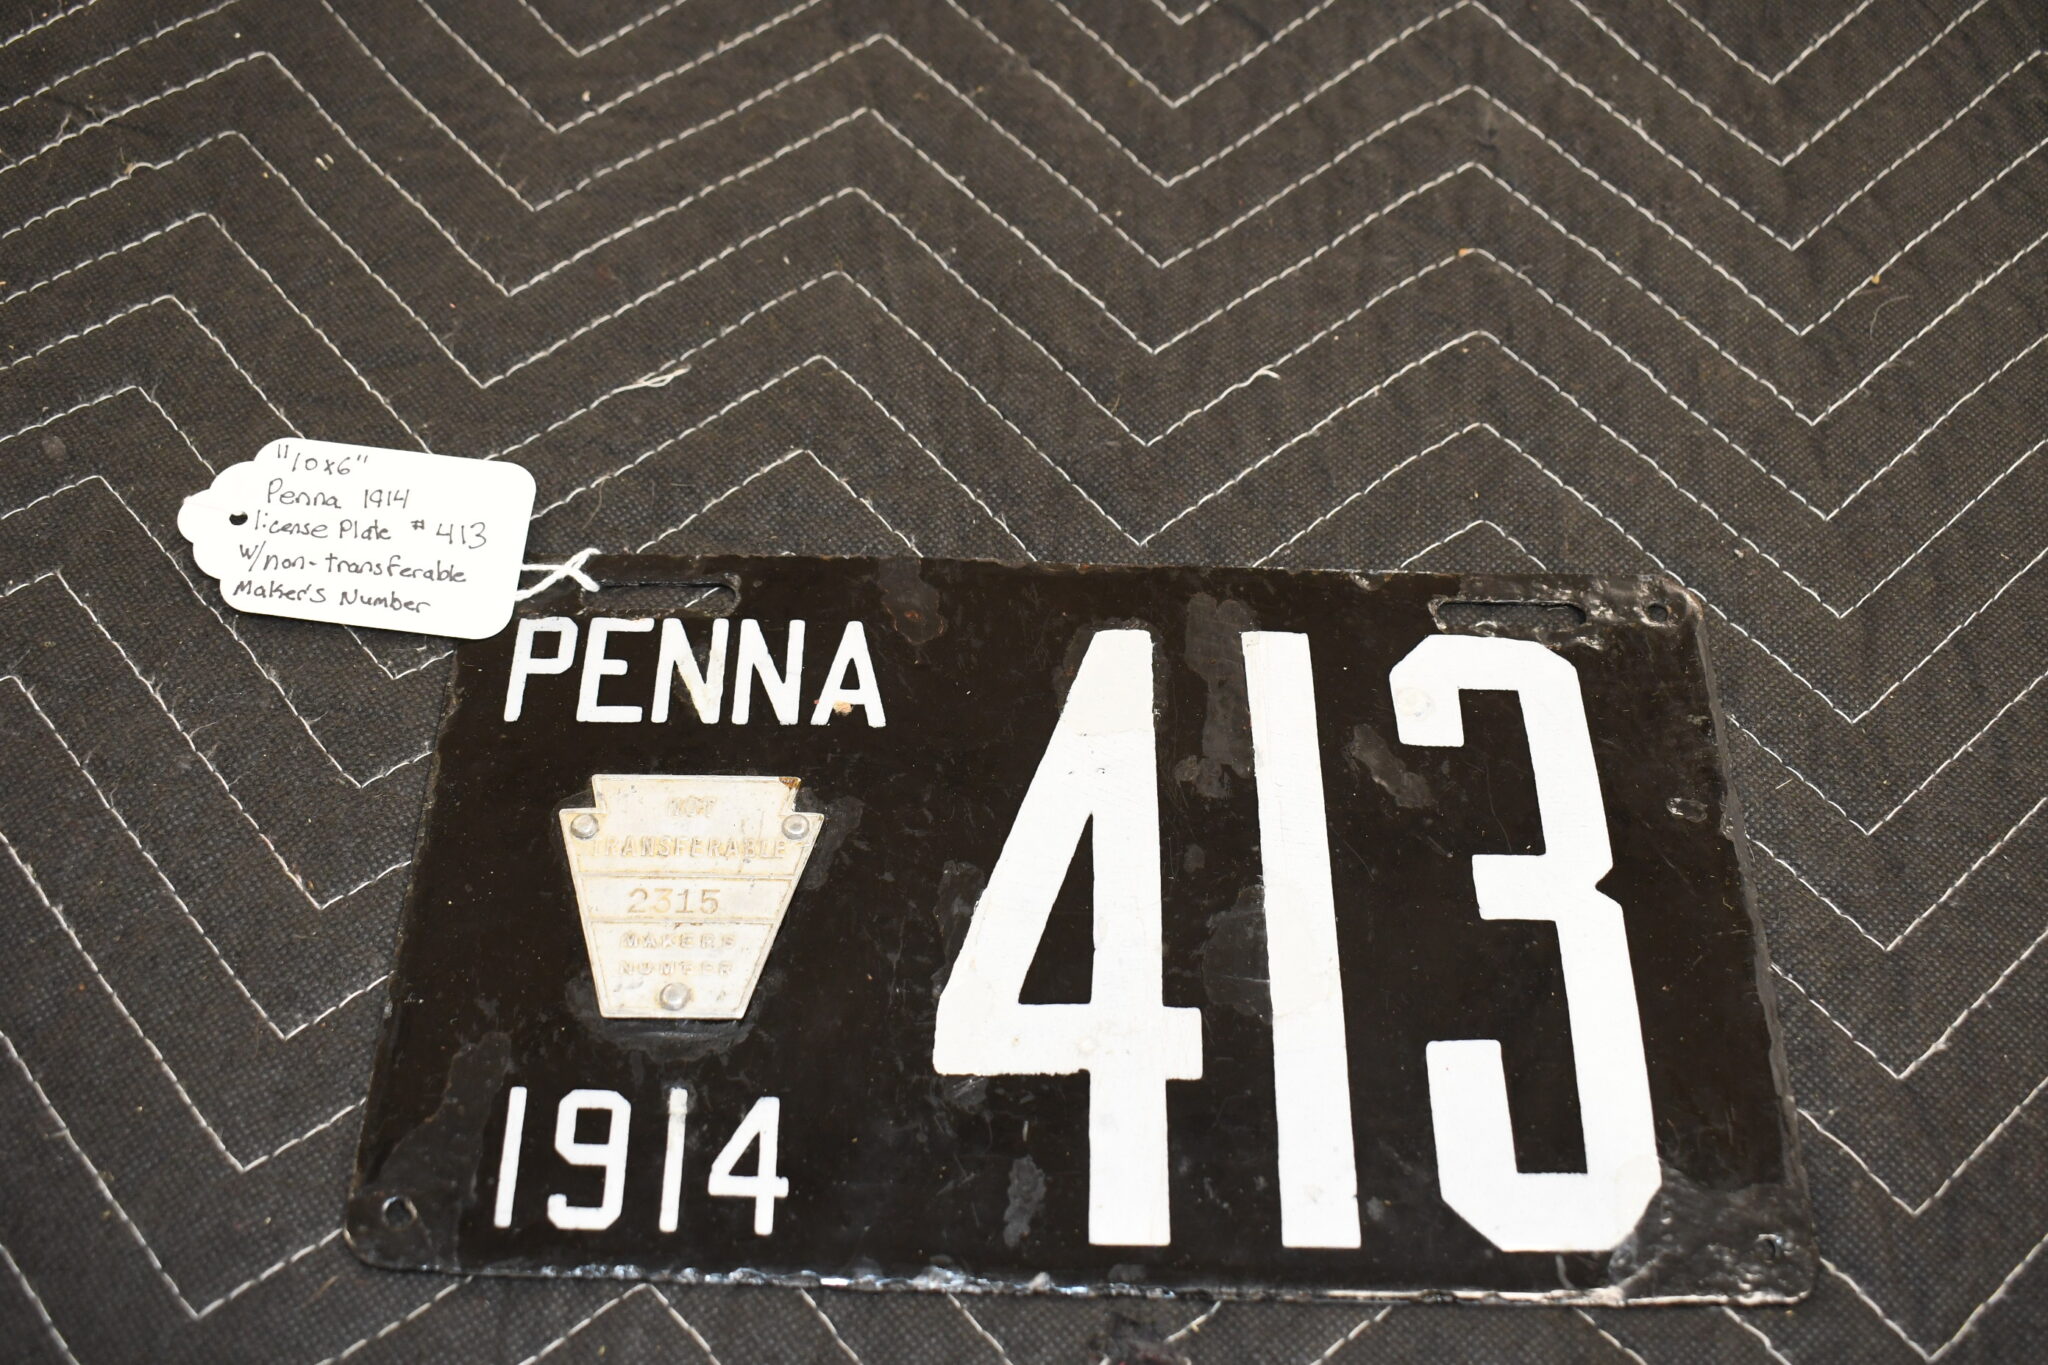 "10x6"
Penna 1914
license Plate # 413
w/non-transferable
Maker's Number
PENNA
413
NOT
TRANSFERABLE
2315
MAKERS
NUMBER
1914